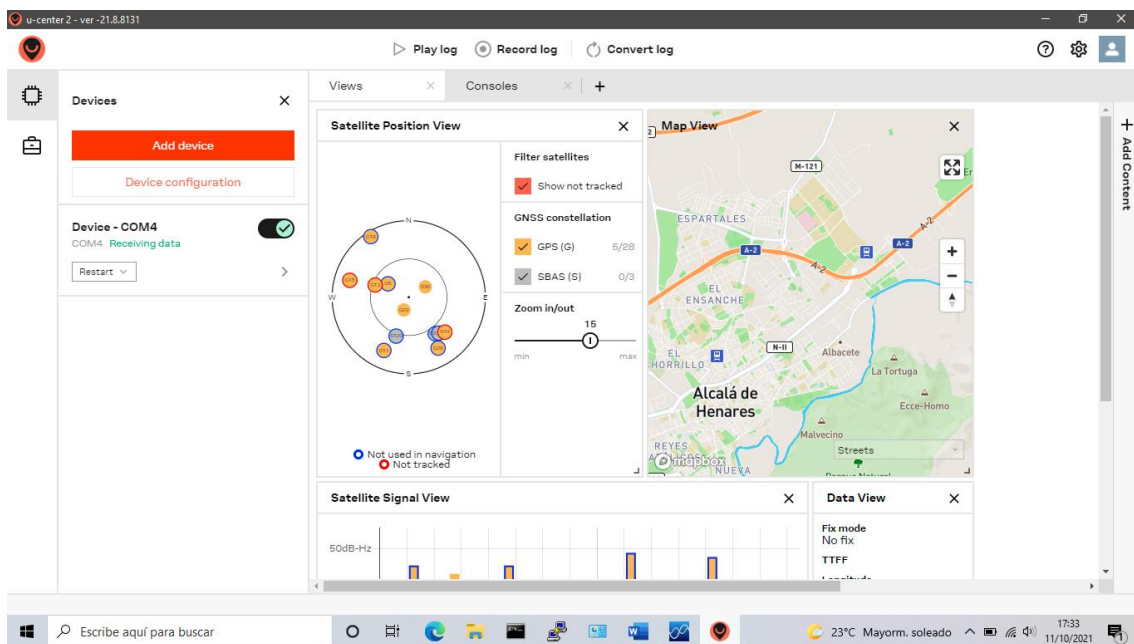 u-center 2 - ver -21.8.8131
Play log
Record log
Convert log
Devices
Add device
Device configuration
Device - COM4
COM4 Receiving data
Restart
Views
Consoles
Satellite Position View
N
W
E
S
Not used in navigation
Not tracked
Filter satellites
Show not tracked
GNSS constellation
GPS (G) 5/28
SBAS (S) 0/3
Zoom in/out
15
min max
Map View
M-121
ESPARTALES
A-2
A-2
A-2
A-2
EL
ENSANCHE
N-II
EL
Albacete
La Tortuga
Alcalá de
Henares
Ecce-Homo
Malvecino
REYES
NUEVA
mapbox
Streets
Add Content
Satellite Signal View
50dB-Hz
Data View
Fix mode
No fix
TTFF
Longitude
Escribe aquí para buscar
23°C Mayorm. soleado
17:33
11/10/2021